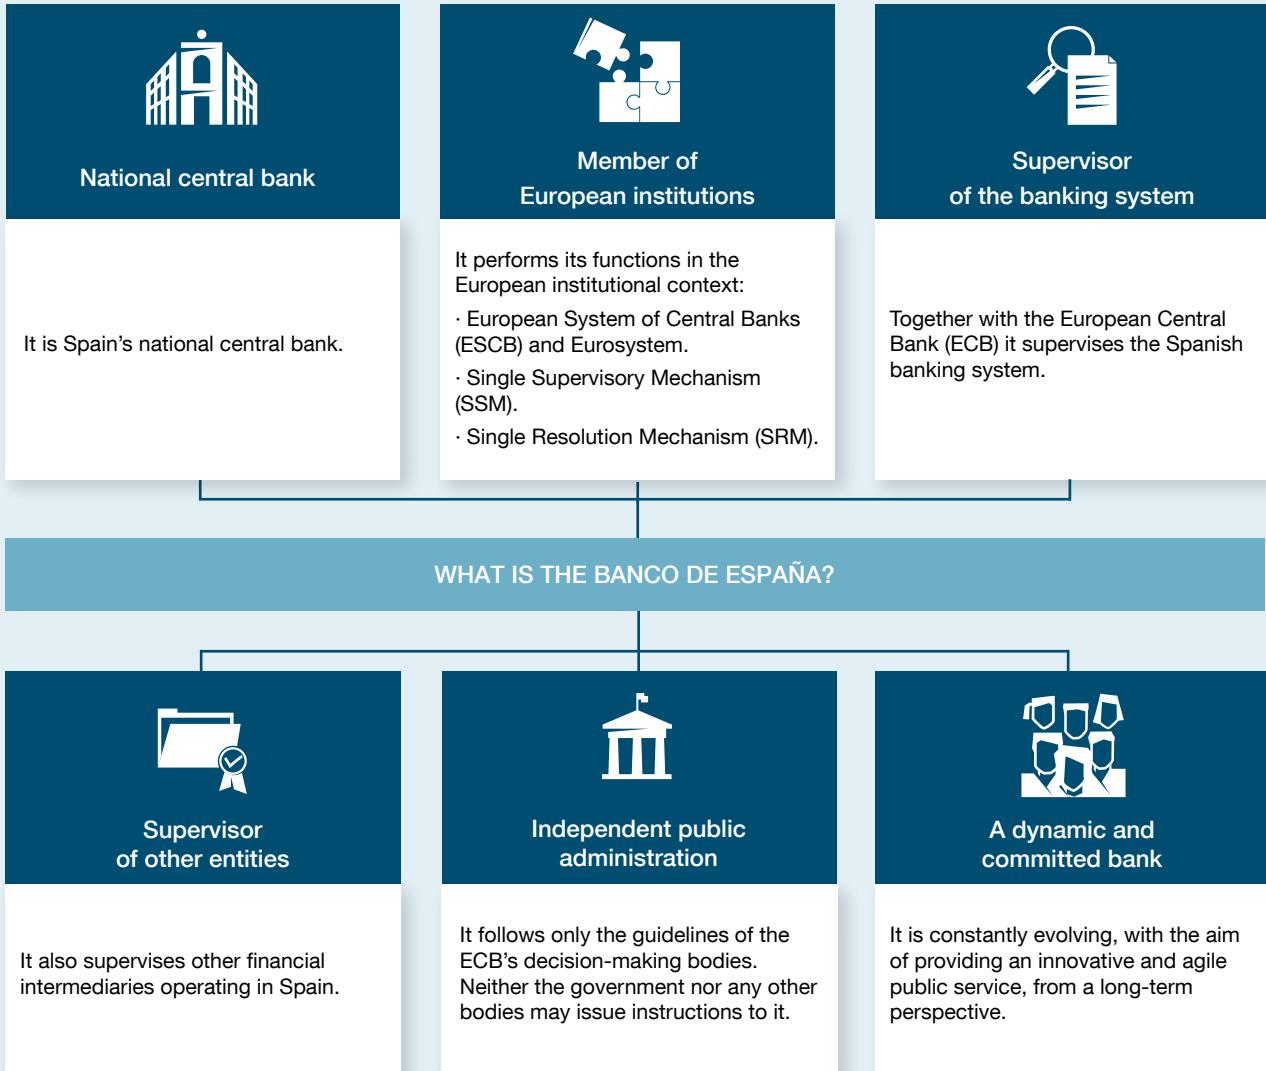 National central bank
It is Spain's national central bank.
Member of
European institutions
It performs its functions in the
European institutional context:
· European System of Central Banks
(ESCB) and Eurosystem.
· Single Supervisory Mechanism
(SSM).
· Single Resolution Mechanism (SRM).
Supervisor
of the banking system
Together with the European Central
Bank (ECB) it supervises the Spanish
banking system.
WHAT IS THE BANCO DE ESPAÑA?
Supervisor
of other entities
It also supervises other financial
intermediaries operating in Spain.
Independent public
administration
It follows only the guidelines of the
ECB's decision-making bodies.
Neither the government nor any other
bodies may issue instructions to it.
A dynamic and
committed bank
It is constantly evolving, with the aim
of providing an innovative and agile
public service, from a long-term
perspective.